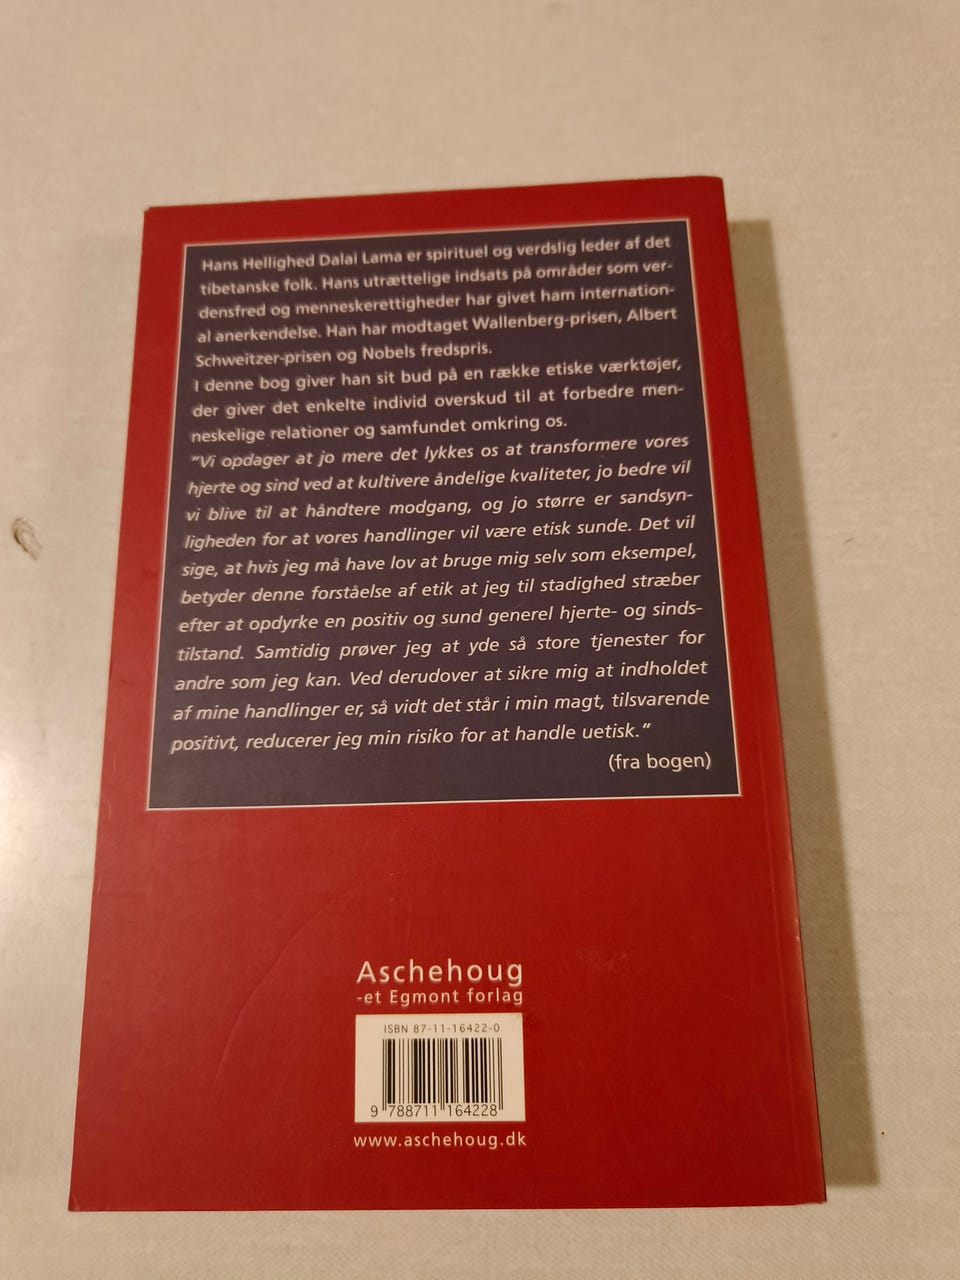 Hans Hellighed Dalai Lama er spirituel og verdslig leder af det
tibetanske folk. Hans utrættelige indsats på områder som ver-
densfred og menneskerettigheder har givet ham internation-
al anerkendelse. Han har modtaget Wallenberg-prisen, Albert
Schweitzer-prisen og Nobels fredspris.
I denne bog giver han sit bud på en række etiske værktøjer,
der giver det enkelte individ overskud til at forbedre men-
neskelige relationer og samfundet omkring os.
"Vi opdager at jo mere det lykkes os at transformere vores
hjerte og sind ved at kultivere åndelige kvaliteter, jo bedre vil
vi blive til at håndtere modgang, og jo større er sandsyn-
ligheden for at vores handlinger vil være etisk sunde. Det vil
sige, at hvis jeg må have lov at bruge mig selv som eksempel,
betyder denne forståelse af etik at jeg til stadighed stræber
efter at opdyrke en positiv og sund generel hjerte- og sinds-
tilstand. Samtidig prøver jeg at yde så store tjenester for
andre som jeg kan. Ved derudover at sikre mig at indholdet
af mine handlinger er, så vidt det står i min magt, tilsvarende
positivt, reducerer jeg min risiko for at handle uetisk."
(fra bogen)
Aschehoug
-et Egmont forlag
ISBN 87-11-16422-0
9 788711 164228
www.aschehoug.dk